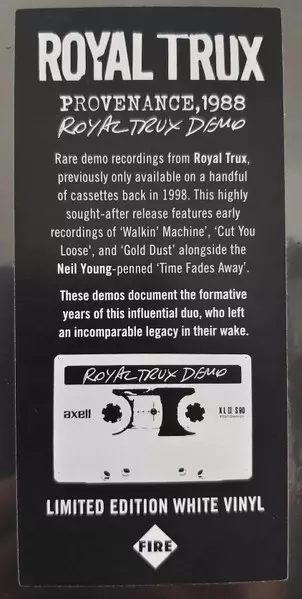 ROYAL TRUX
PROVENANCE, 1988
ROYAL TRUX DEMO
Rare demo recordings from Royal Trux,
previously only available on a handful
of cassettes back in 1998. This highly
sought-after release features early
recordings of ‘Walkin’ Machine’, ‘Cut You
Loose‘, and ‘Gold Dust’ alongside the
Neil Young-penned ‘Time Fades Away’.
These demos document the formative
years of this influential duo, who left
an incomparable legacy in their wake.
ROYAL TRUX DEMO
axell
XLII S90
LIMITED EDITION WHITE VINYL
FIRE